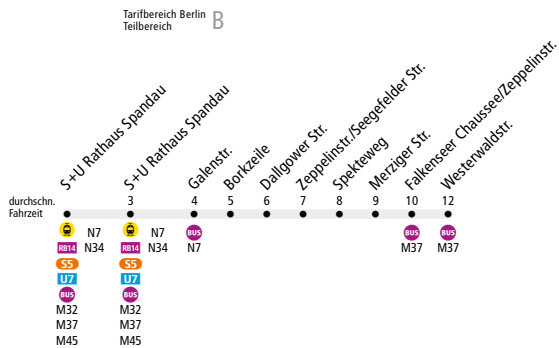 Tarifbereich Berlin
Teilbereich B
S+U Rathaus Spandau
S+U Rathaus Spandau
Galenstr.
Borkzeile
Dallgower Str.
Zeppelinstr./Seegefelder Str.
Spekteweg
Merziger Str.
Falkenseer Chaussee/Zeppelinstr.
Westerwaldstr.
durchschn.
Fahrzeit
3 4 5 6 7 8 9 10 12
N7 N7 BUS BUS BUS
RB14 N34 RB14 N34 N7 M37 M37
S5 S5
U7 U7
BUS BUS
M32 M32
M37 M37
M45 M45